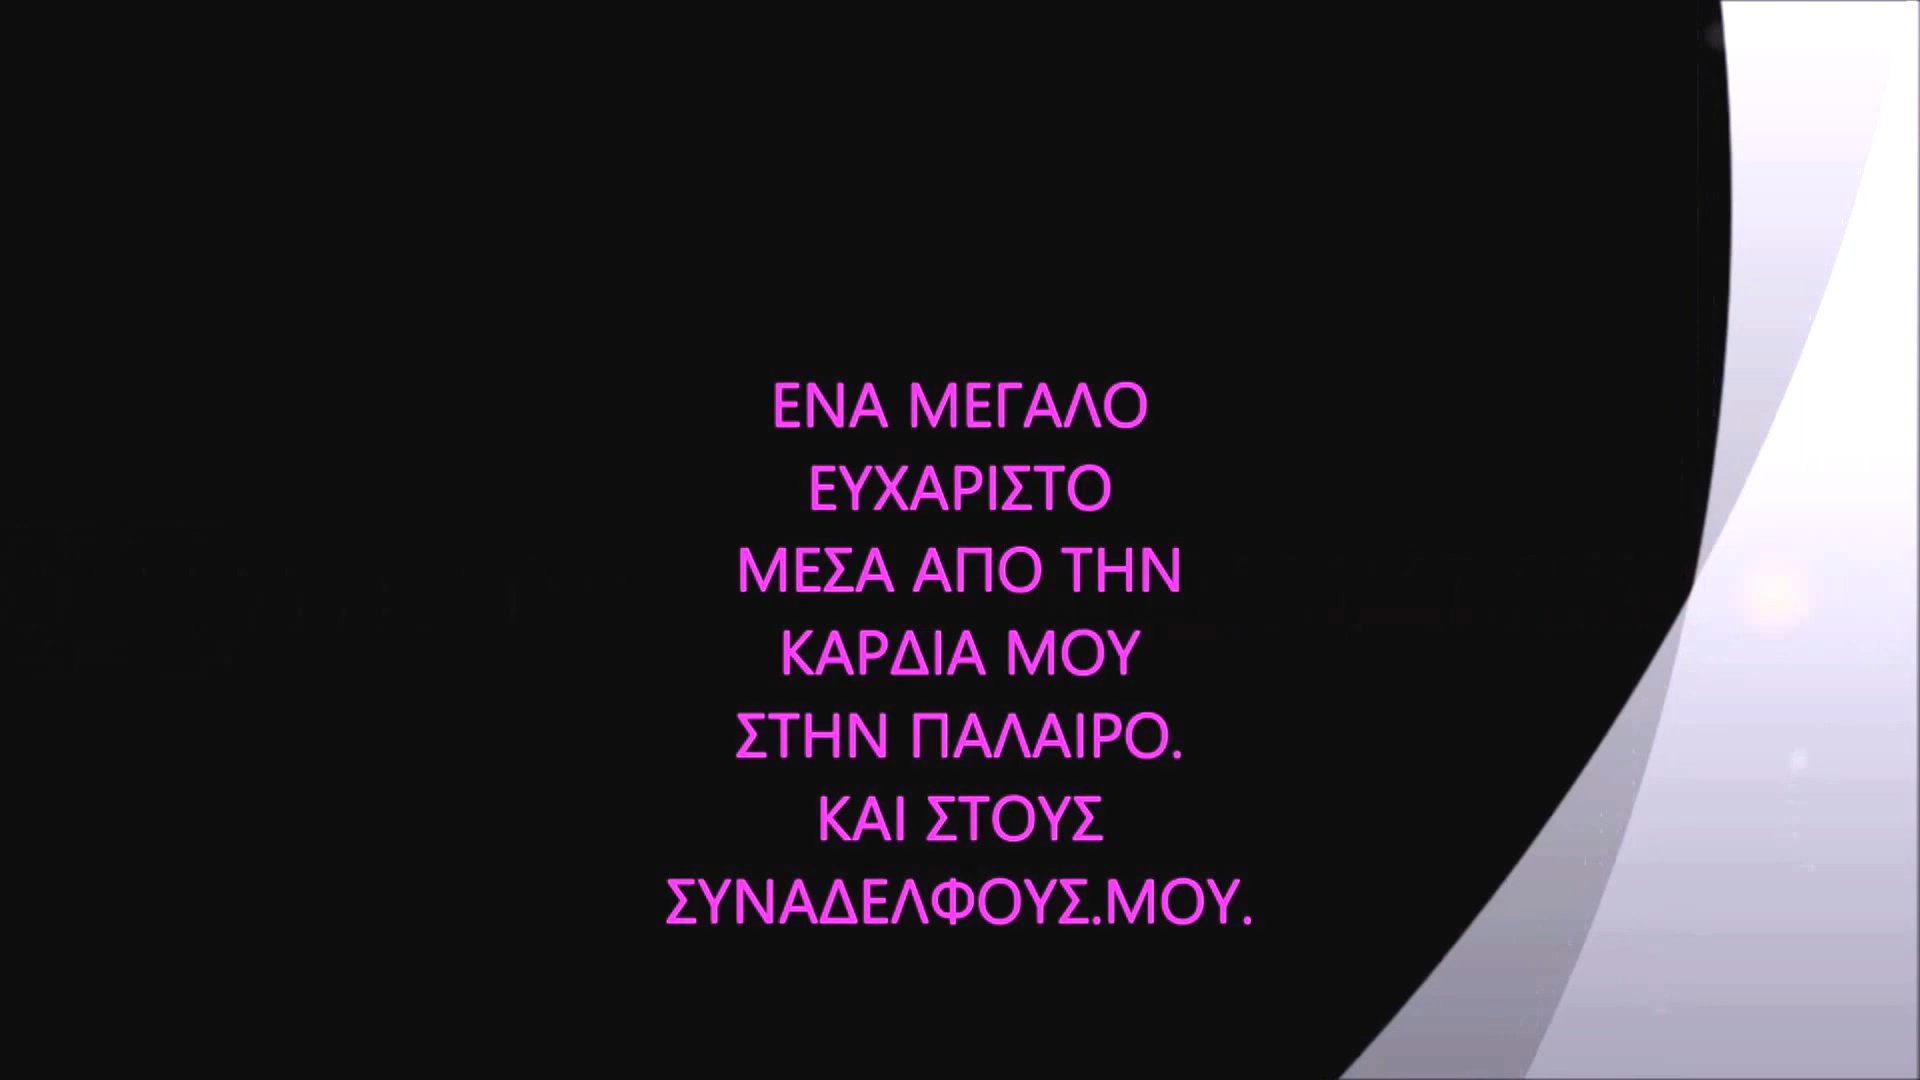 ΕΝΑ ΜΕΓΑΛΟ
ΕΥΧΑΡΙΣΤΟ
ΜΕΣΑ ΑΠΟ ΤΗΝ
ΚΑΡΔΙΑ ΜΟΥ
ΣΤΗΝ ΠΑΛΑΙΡΟ.
ΚΑΙ ΣΤΟΥΣ
ΣΥΝΑΔΕΛΦΟΥΣ.ΜΟΥ.